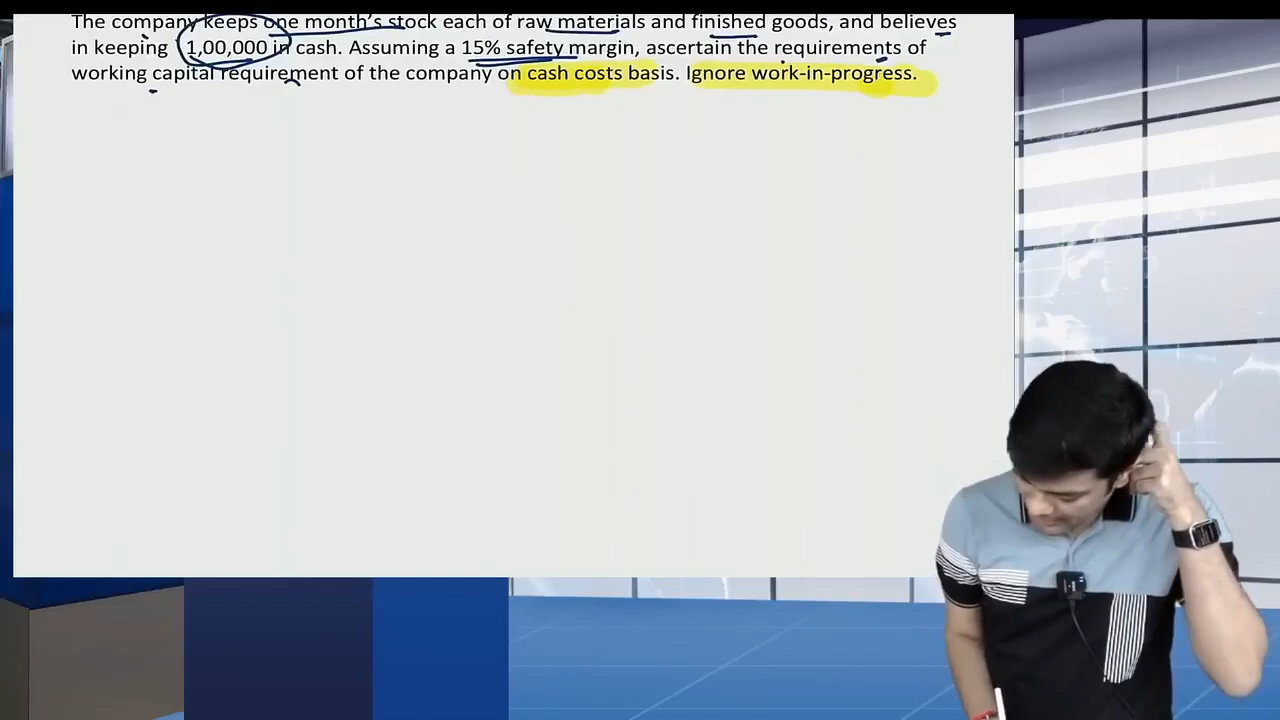 The company keeps one month's stock each of raw materials and finished goods, and believes
in keeping 1,00,000 in cash. Assuming a 15% safety margin, ascertain the requirements of
working capital requirement of the company on cash costs basis. Ignore work-in-progress.